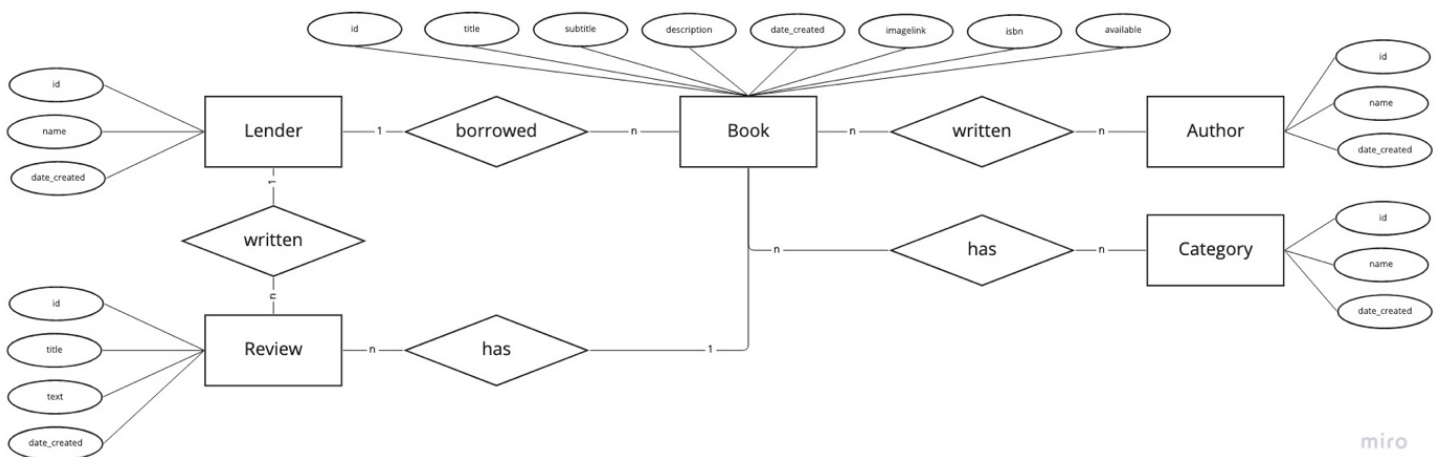 id
title
subtitle
description
date_created
imagelink
isbn
available
id
name
date_created
Lender
1
borrowed
n
Book
n
written
n
Author
id
name
date_created
1
written
n
n
has
n
Category
id
name
date_created
id
title
text
date_created
Review
n
has
1
miro